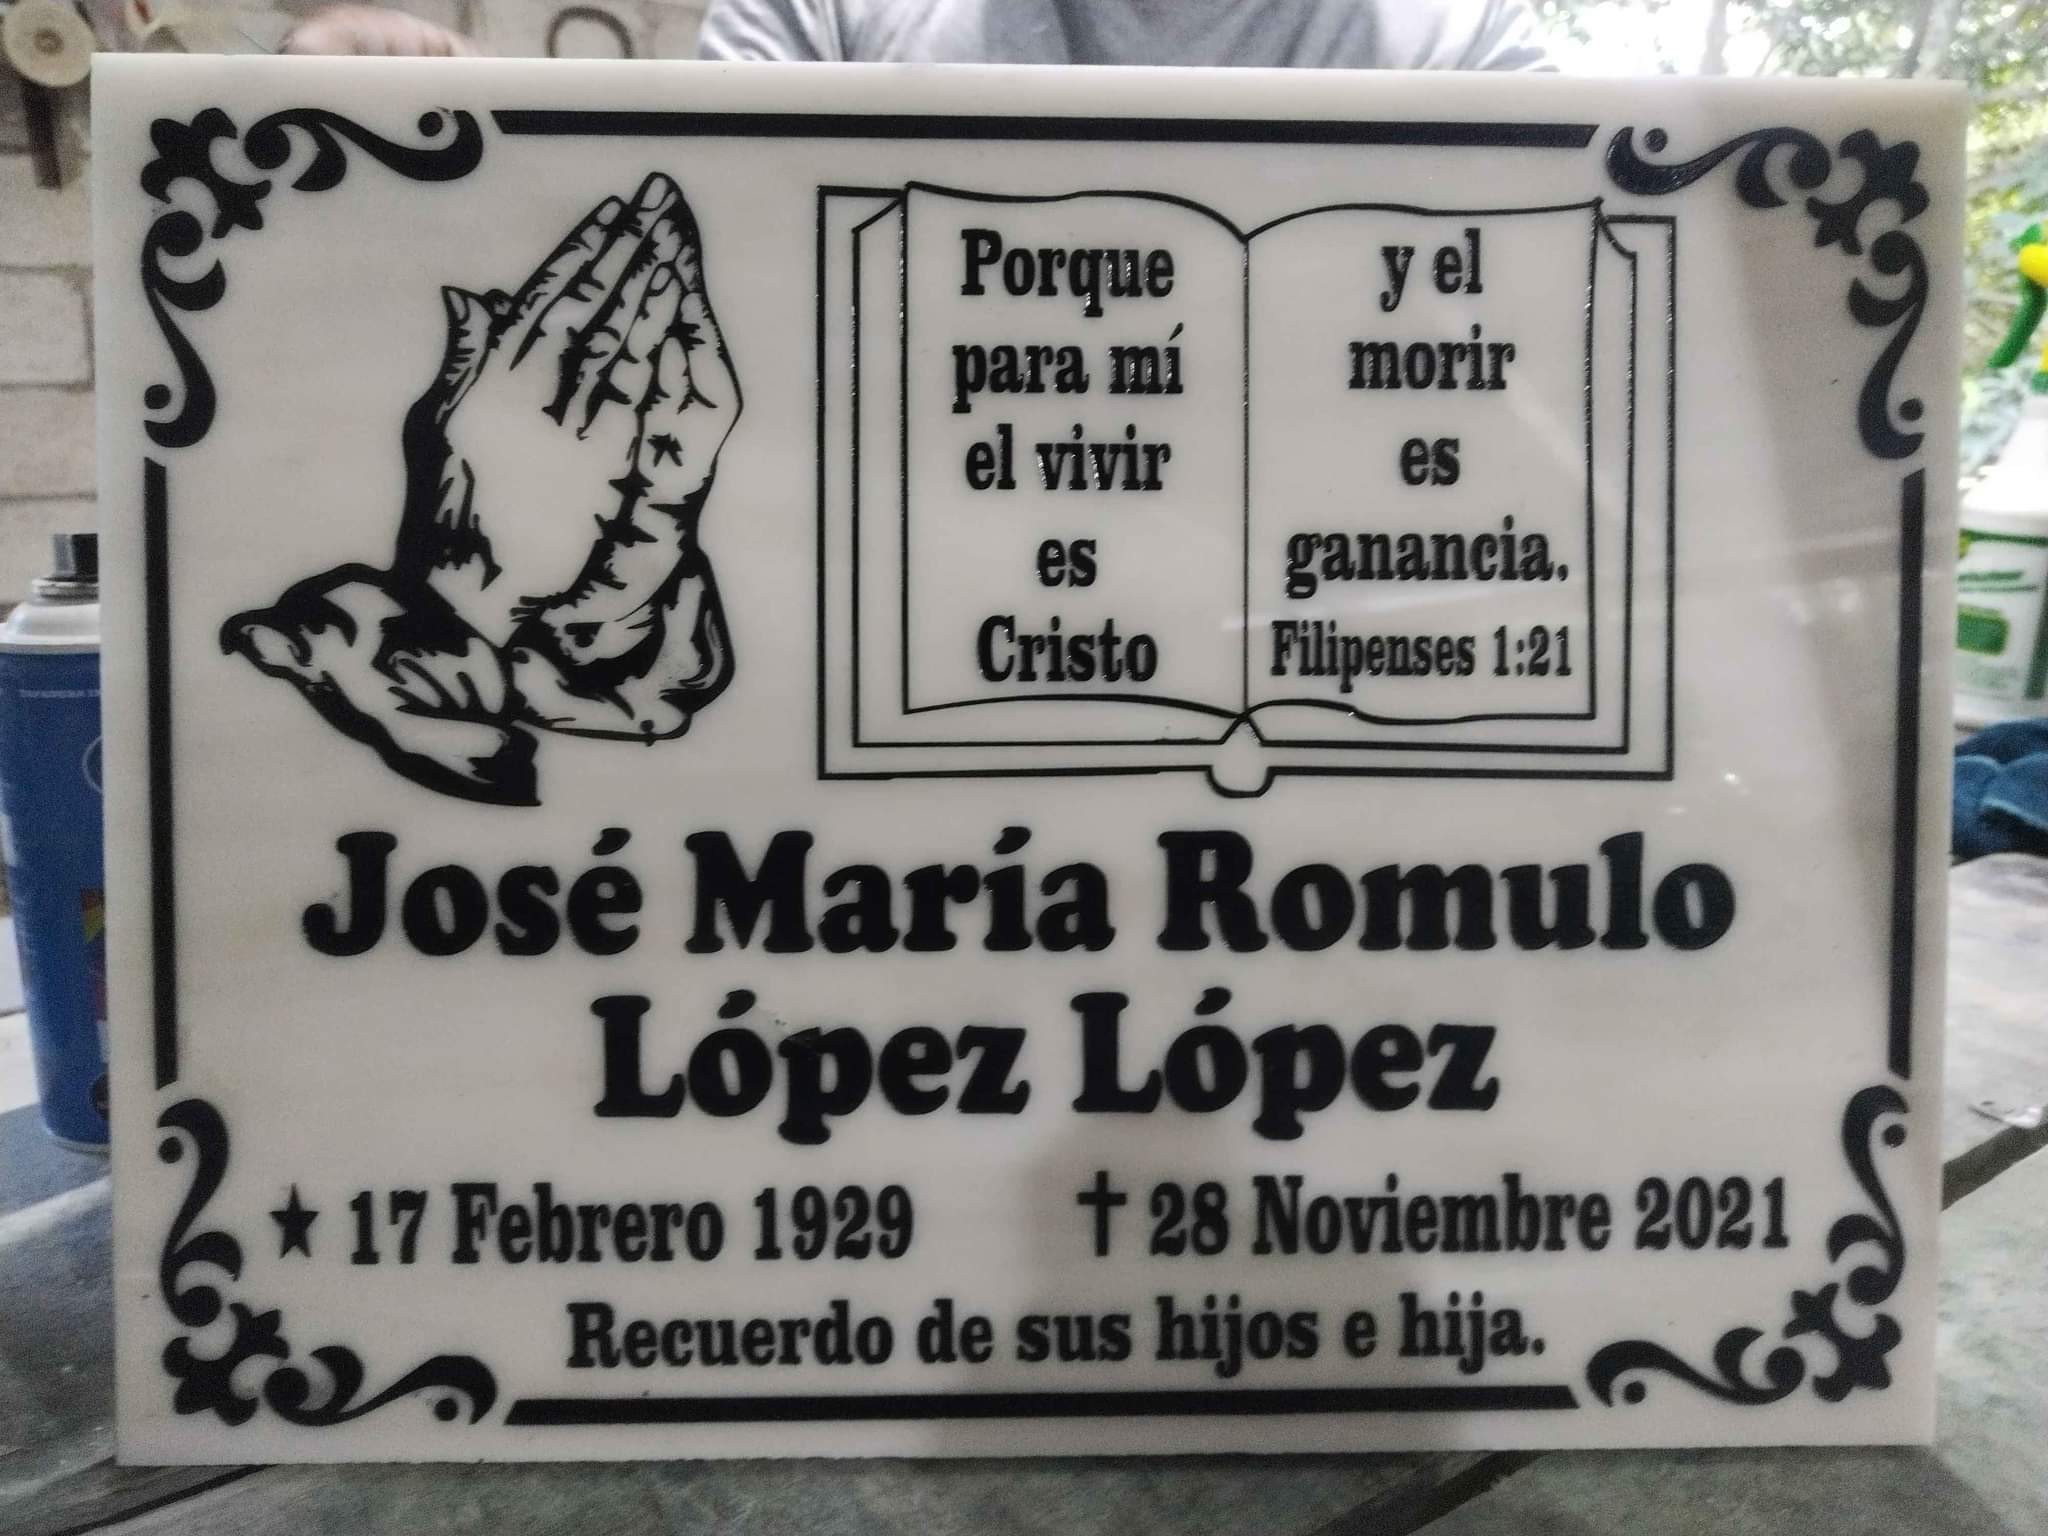 Porque
para mí
el vivir
es
Cristo
y el
morir
es
ganancia.
Filipenses 1:21
José María Romulo
López López
★ 17 Febrero 1929 ✝ 28 Noviembre 2021
Recuerdo de sus hijos e hija.